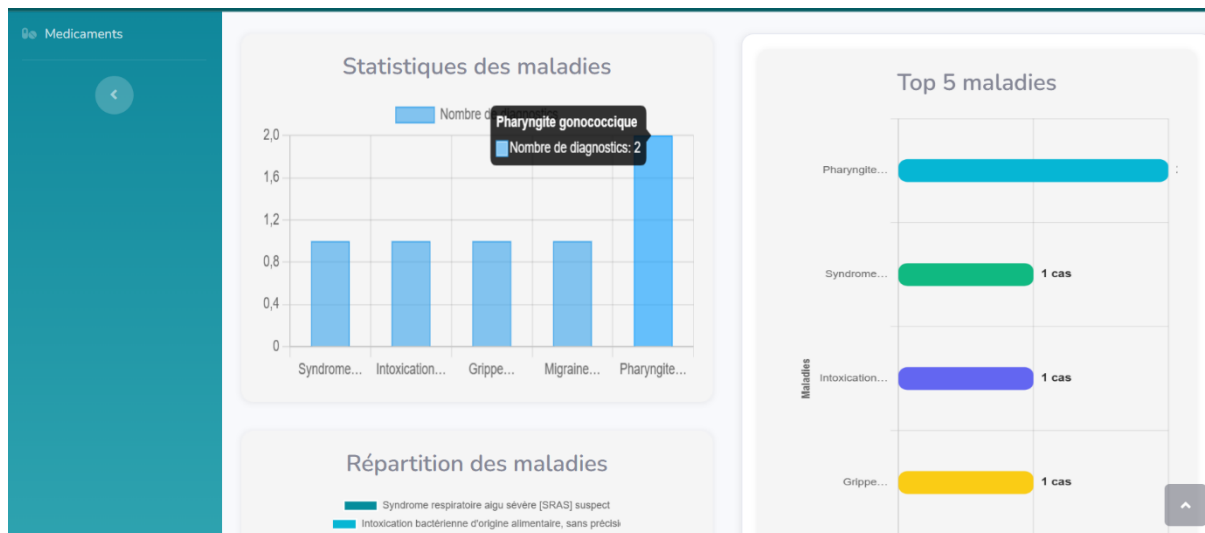 Medicaments
Statistiques des maladies
Nombre de diagnostics
Pharyngite gonococcique
Nombre de diagnostics: 2
2,0
1,6
1,2
0,8
0,4
0
Syndrome... Intoxication... Grippe... Migraine... Pharyngite...
Répartition des maladies
Syndrome respiratoire aigu sévère [SRAS] suspect
Intoxication bactérienne d'origine alimentaire, sans précisi
Top 5 maladies
Maladies
Pharyngite...
Syndrome... 1 cas
Intoxication... 1 cas
Grippe... 1 cas